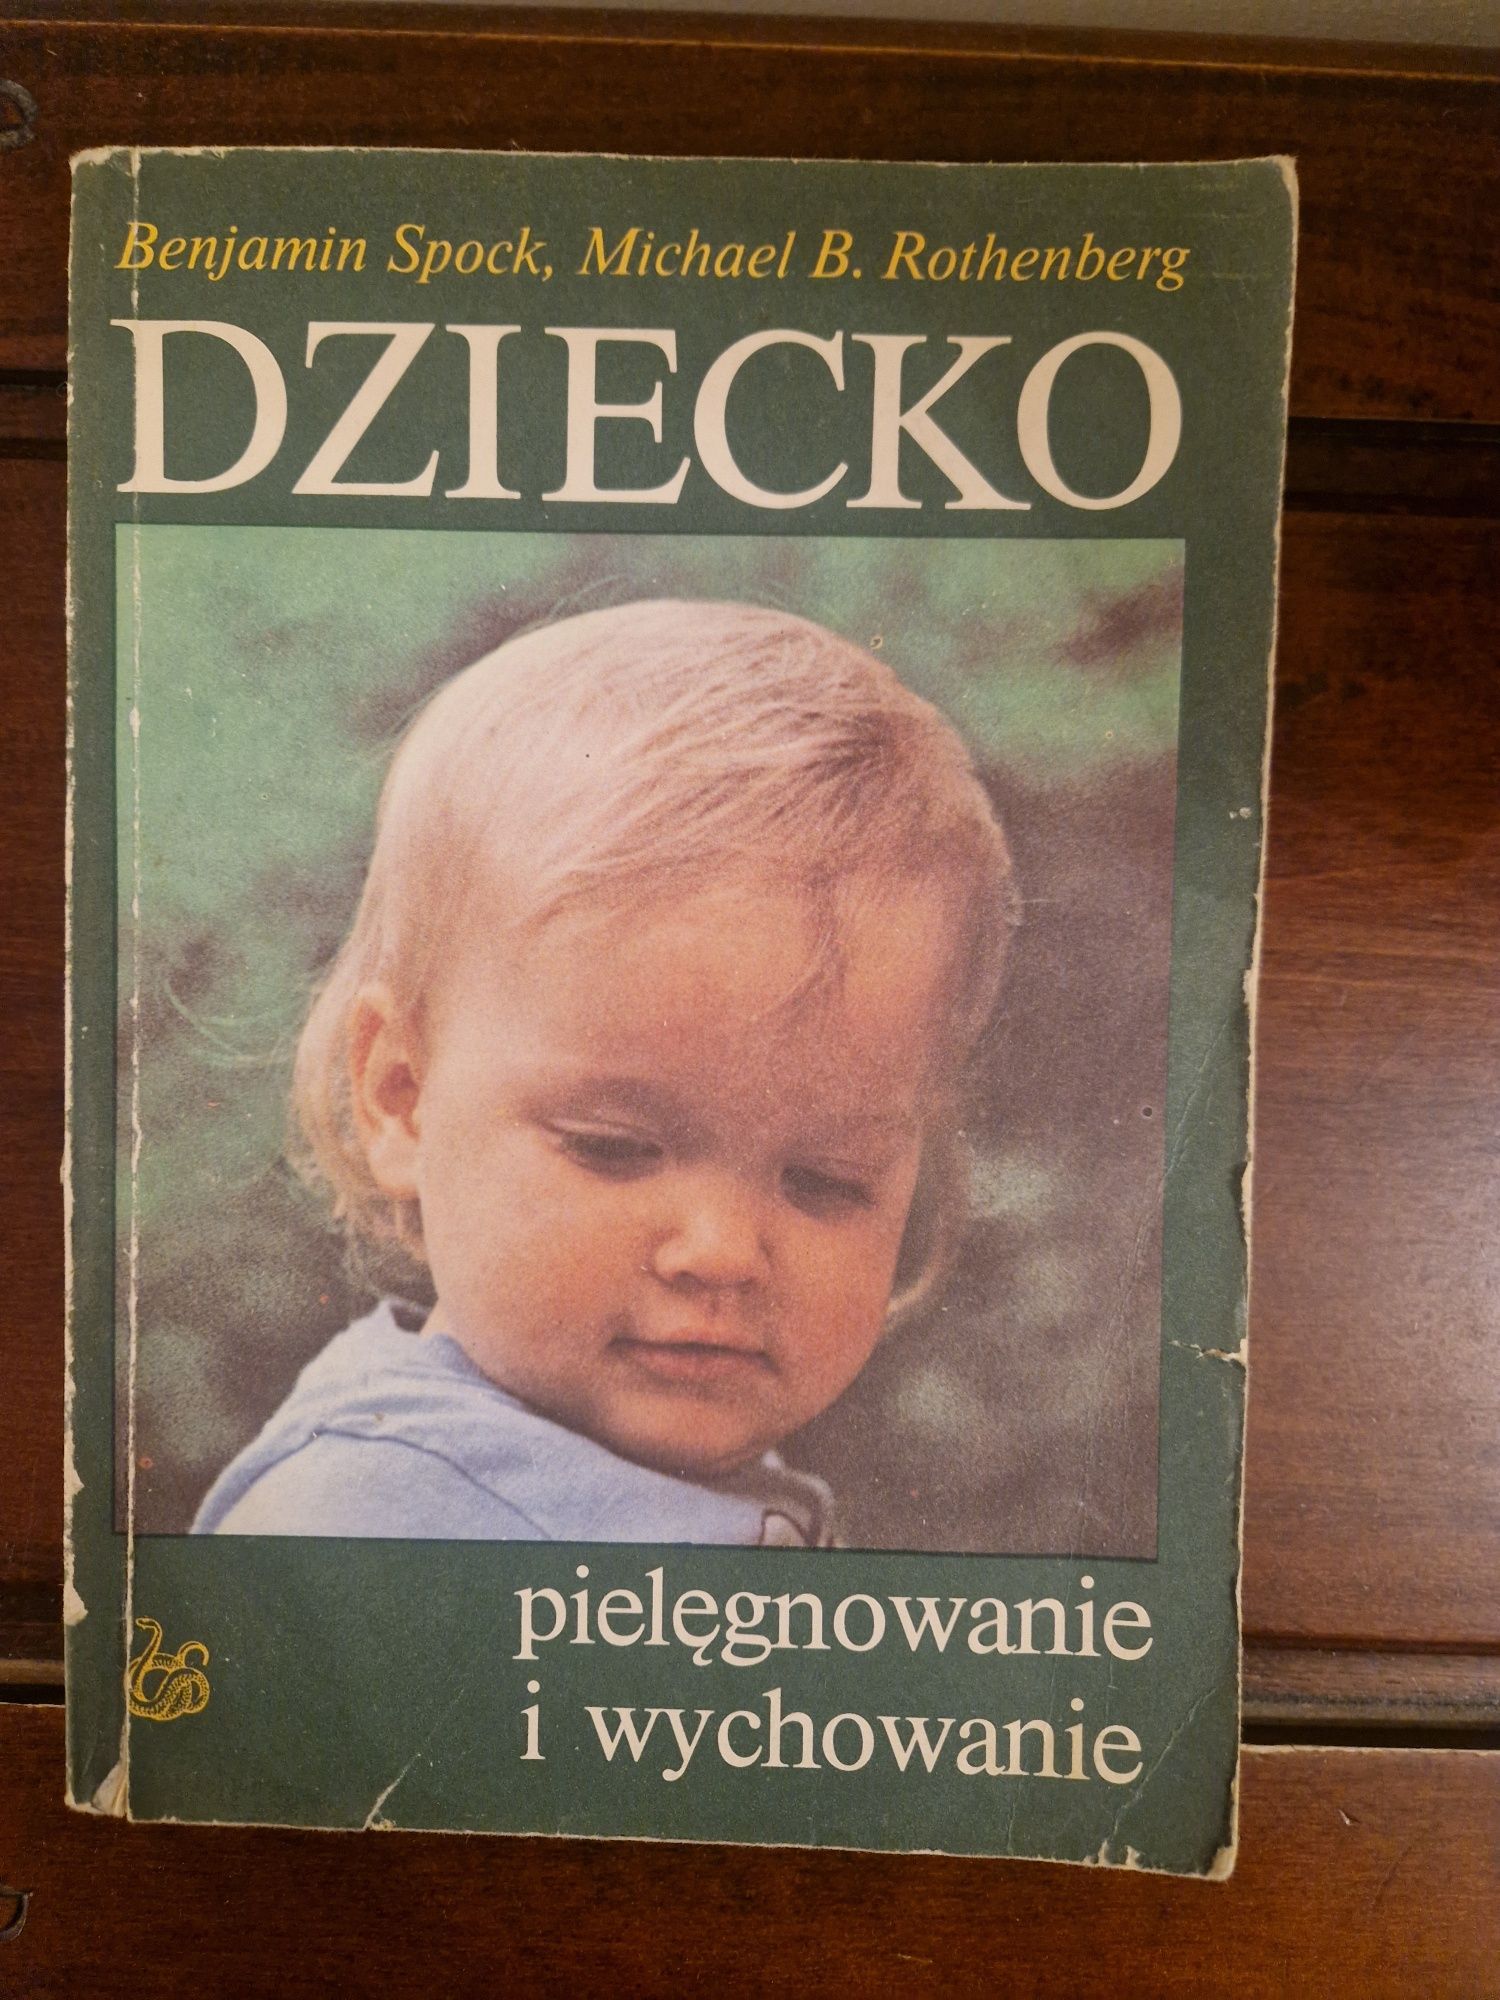 Benjamin Spock, Michael B. Rothenberg
DZIECKO
pielęgnowanie
i wychowanie